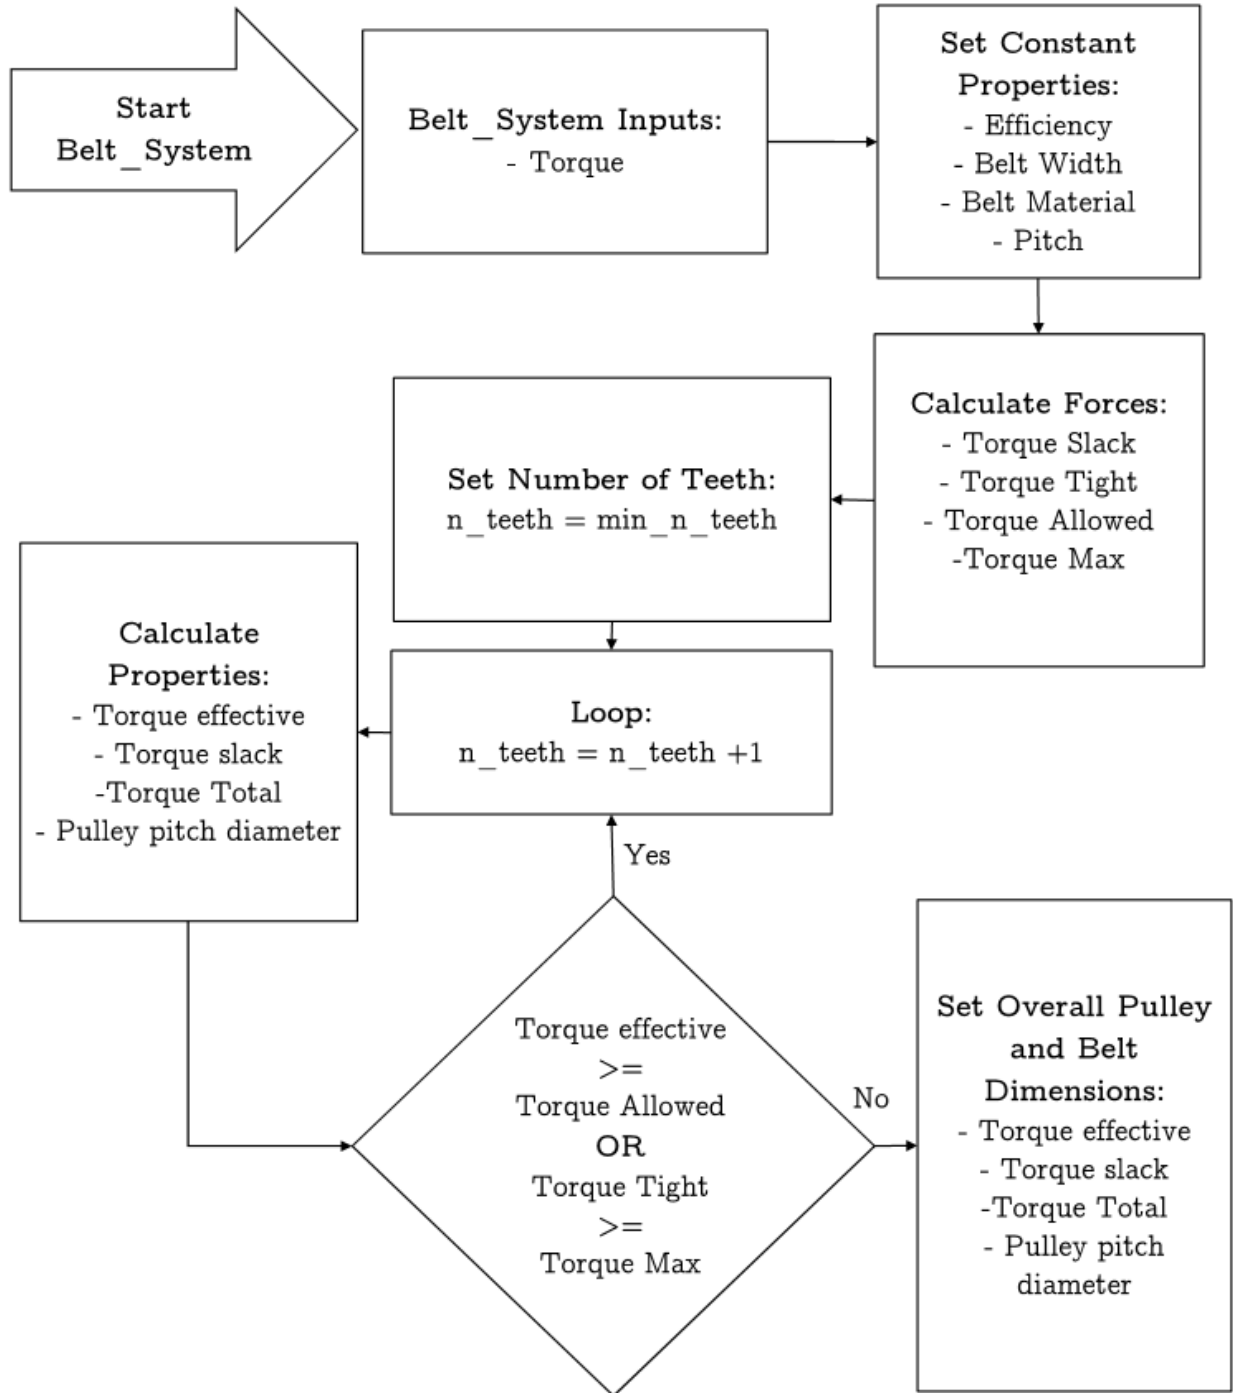 Start
Belt_System
Belt_System Inputs:
- Torque
Set Constant
Properties:
- Efficiency
- Belt Width
- Belt Material
- Pitch
Calculate Forces:
- Torque Slack
- Torque Tight
- Torque Allowed
-Torque Max
Set Number of Teeth:
n_teeth = min_n_teeth
Loop:
n_teeth = n_teeth +1
Calculate
Properties:
- Torque effective
- Torque slack
-Torque Total
- Pulley pitch diameter
Yes
Torque effective
>=
Torque Allowed
OR
Torque Tight
>=
Torque Max
No
Set Overall Pulley
and Belt
Dimensions:
- Torque effective
- Torque slack
-Torque Total
- Pulley pitch
diameter